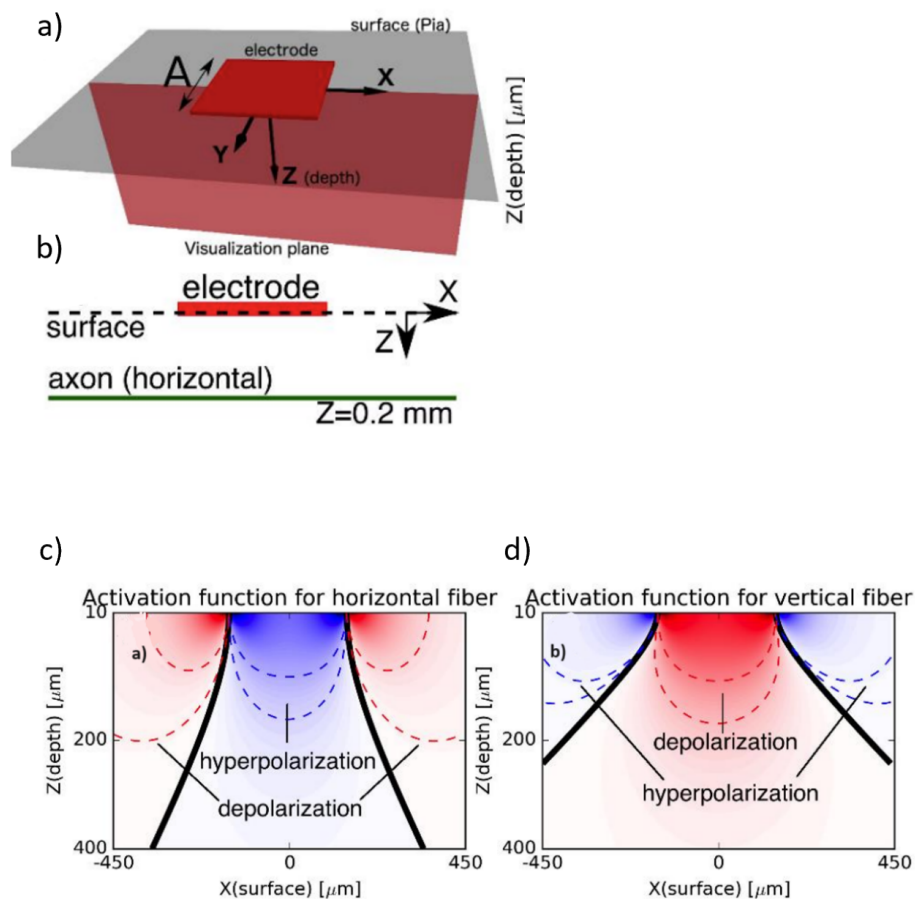 a)
surface (Pia)
electrode
A
X
Y
Z (depth)
Z(depth) [μm]
Visualization plane
b)
electrode
X
surface
Z
axon (horizontal)
Z=0.2 mm
c)
d)
Activation function for horizontal fiber
10
a)
200
400
Z(depth) [μm]
hyperpolarization
depolarization
-450
0
450
X(surface) [μm]
Activation function for vertical fiber
10
b)
200
400
Z(depth) [μm]
depolarization
hyperpolarization
-450
0
450
X(surface) [μm]